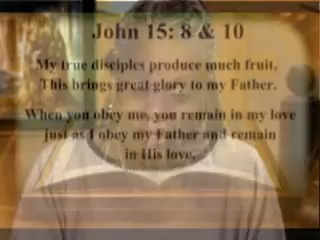 John 15: 8 & 10
My true disciples produce much fruit.
This brings great glory to my Father.
When you obey me, you remain in my love
just as I obey my Father and remain
in His love.